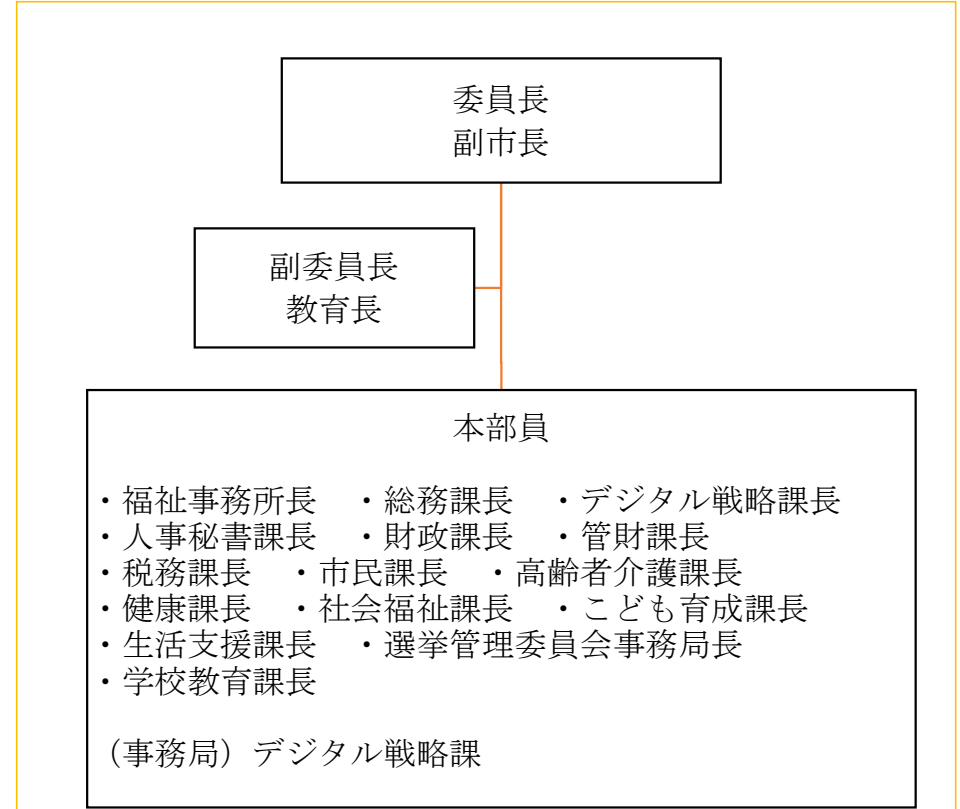 委員長
副市長
副委員長
教育長
本部員
・福祉事務所長　・総務課長　・デジタル戦略課長
・人事秘書課長　・財政課長　・管財課長
・税務課長　・市民課長　・高齢者介護課長
・健康課長　・社会福祉課長　・こども育成課長
・生活支援課長　・選挙管理委員会事務局長
・学校教育課長
（事務局）デジタル戦略課